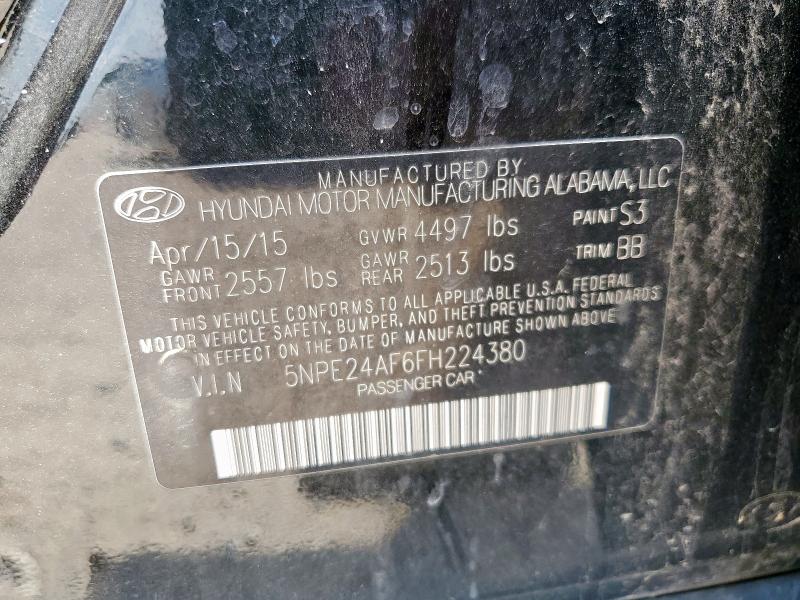 MANUFACTURED BY
HYUNDAI MOTOR MANUFACTURING ALABAMA, LLC
Apr/15/15 GVWR 4497 lbs PAINT S3
GAWR FRONT 2557 lbs GAWR REAR 2513 lbs TRIM BB
THIS VEHICLE CONFORMS TO ALL APPLICABLE U.S.A. FEDERAL
MOTOR VEHICLE SAFETY, BUMPER, AND THEFT PREVENTION STANDARDS
IN EFFECT ON THE DATE OF MANUFACTURE SHOWN ABOVE
V.I.N 5NPE24AF6FH224380
PASSENGER CAR